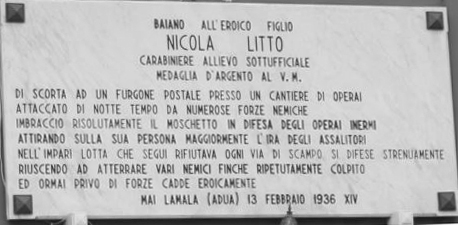 BAIANO ALL'EROICO FIGLIO
NICOLA LITTO
CARABINIERE ALLIEVO SOTTUFFICIALE
MEDAGLIA D'ARGENTO AL V. M.
DI SCORTA AD UN FURGONE POSTALE PRESSO UN CANTIERE DI OPERAI
ATTACCATO DI NOTTE TEMPO DA NUMEROSE FORZE NEMICHE
IMBRACCIO RISOLUTAMENTE IL MOSCHETTO IN DIFESA DEGLI OPERAI INERMI
ATTIRANDO SULLA SUA PERSONA MAGGIORMENTE L'IRA DEGLI ASSALITORI
NELL'IMPARI LOTTA CHE SEGUI RIFIUTAVA OGNI VIA DI SCAMPO, SI DIFESE STRENUAMENTE
RIUSCENDO AD ATTERRARE VARI NEMICI FINCHE RIPETUTAMENTE COLPITO
ED ORMAI PRIVO DI FORZE CADDE EROICAMENTE
MAI LAMALA (ADUA) 13 FEBBRAIO 1936 XIV